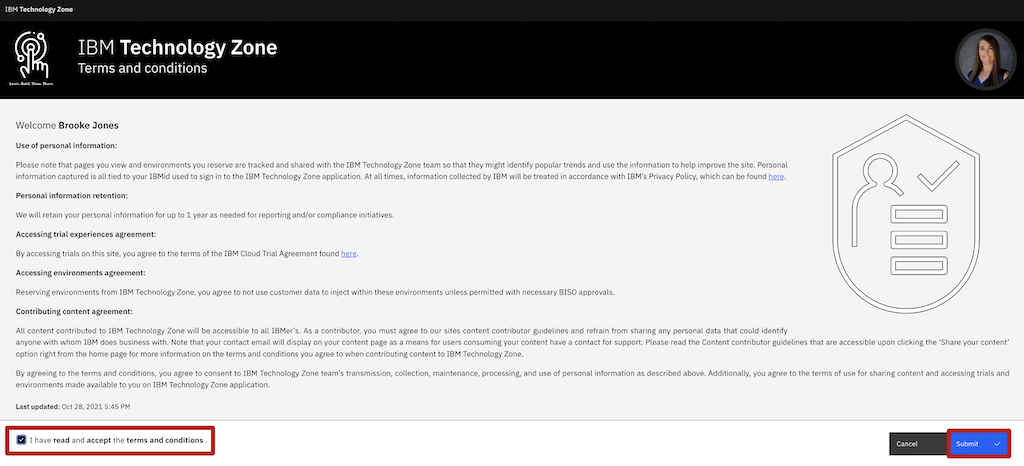 IBM Technology Zone
IBM Technology Zone
Terms and conditions
Learn. Build. Show. Share.
Welcome Brooke Jones
Use of personal information:
Please note that pages you view and environments you reserve are tracked and shared with the IBM Technology Zone team so that they might identify popular trends and use the information to help improve the site. Personal
information captured is all tied to your IBMid used to sign in to the IBM Technology Zone application. At all times, information collected by IBM will be treated in accordance with IBM's Privacy Policy, which can be found here.
Personal information retention:
We will retain your personal information for up to 1 year as needed for reporting and/or compliance initiatives.
Accessing trial experiences agreement:
By accessing trials on this site, you agree to the terms of the IBM Cloud Trial Agreement found here.
Accessing environments agreement:
Reserving environments from IBM Technology Zone, you agree to not use customer data to inject within these environments unless permitted with necessary BISO approvals.
Contributing content agreement:
All content contributed to IBM Technology Zone will be accessible to all IBMer's. As a contributor, you must agree to our sites content contributor guidelines and refrain from sharing any personal data that could identify
anyone with whom IBM does business with. Note that your contact email will display on your content page as a means for users consuming your content have a contact for support. Please read the Content contributor guidelines that are accessible upon clicking the 'Share your content'
option right from the home page for more information on the terms and conditions you agree to when contributing content to IBM Technology Zone.
By agreeing to the terms and conditions, you agree to consent to IBM Technology Zone team's transmission, collection, maintenance, processing, and use of personal information as described above. Additionally, you agree to the terms of use for sharing content and accessing trials and
environments made available to you on IBM Technology Zone application.
Last updated: Oct 28, 2021 5:45 PM
I have read and accept the terms and conditions .
Cancel
Submit